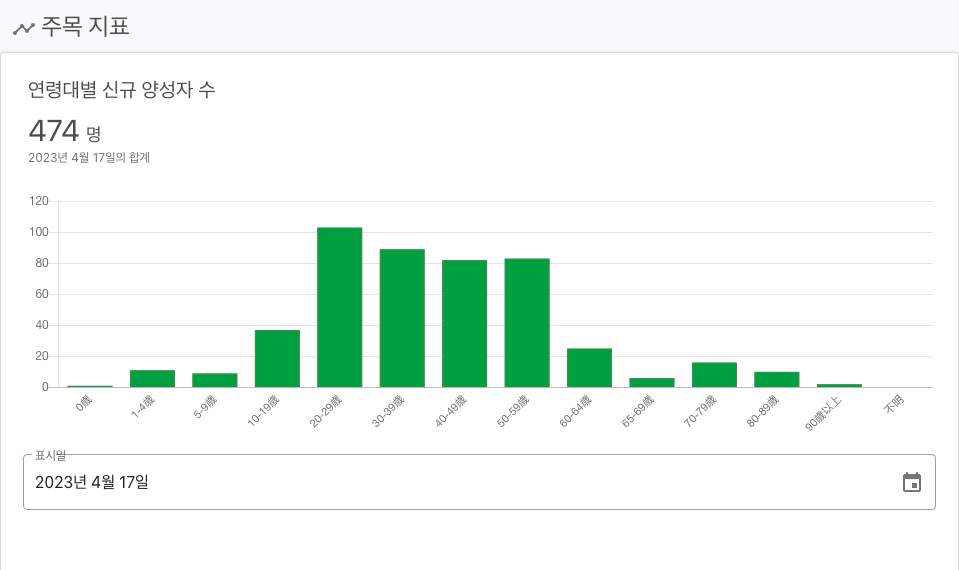 주목 지표
연령대별 신규 양성자 수
474 명
2023년 4월 17일의 합계
120
100
80
60
40
20
0
0歳
1-4歳
5-9歳
10-19歳
20-29歳
30-39歳
40-49歳
50-59歳
60-64歳
65-69歳
70-79歳
80-89歳
90歳以上
不明
표시일
2023년 4월 17일